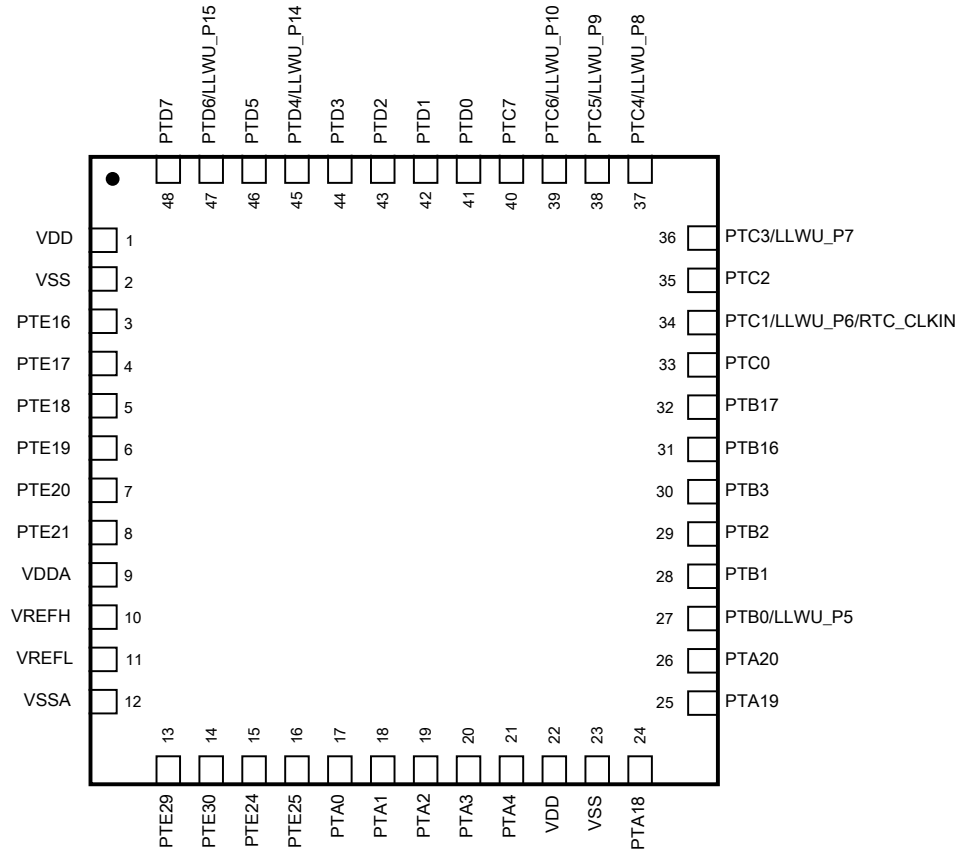 PTD7
PTD6/LLWU_P15
PTD5
PTD4/LLWU_P14
PTD3
PTD2
PTD1
PTD0
PTC7
PTC6/LLWU_P10
PTC5/LLWU_P9
PTC4/LLWU_P8
48
47
46
45
44
43
42
41
40
39
38
37
VDD 1
VSS 2
PTE16 3
PTE17 4
PTE18 5
PTE19 6
PTE20 7
PTE21 8
VDDA 9
VREFH 10
VREFL 11
VSSA 12
36 PTC3/LLWU_P7
35 PTC2
34 PTC1/LLWU_P6/RTC_CLKIN
33 PTC0
32 PTB17
31 PTB16
30 PTB3
29 PTB2
28 PTB1
27 PTB0/LLWU_P5
26 PTA20
25 PTA19
13
14
15
16
17
18
19
20
21
22
23
24
PTE29
PTE30
PTE24
PTE25
PTA0
PTA1
PTA2
PTA3
PTA4
VDD
VSS
PTA18